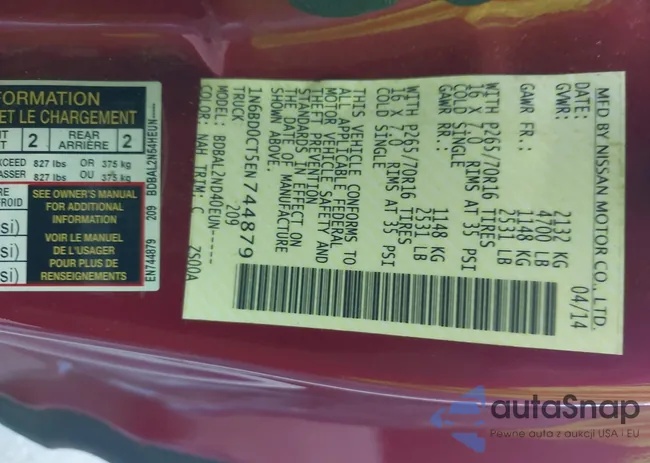 FORMATION
ET LE CHARGEMENT
2
REAR
ARRIÈRE
2
EXCEED 827 lbs OR 375 kg
827 lbs OU 375 kg
SEE OWNER'S MANUAL
FOR ADDITIONAL
INFORMATION
VOIR LE MANUEL
DE L'USAGER
POUR PLUS DE
RENSEIGNEMENTS
EN744879 209 BDBAL2N64HEUN----
MFD BY NISSAN MOTOR CO., LTD.
04/14
GVWR: 2132 KG
4700 LB
GAWR FR.: 1148 KG
2531 LB
WITH P265/70R16 TIRES
16 X 7.0 RIMS AT 35 PSI
COLD SINGLE
GAWR RR.: 1148 KG
2531 LB
WITH P265/70R16 TIRES
16 X 7.0 RIMS AT 35 PSI
COLD SINGLE
THIS VEHICLE CONFORMS TO
ALL APPLICABLE FEDERAL
MOTOR VEHICLE SAFETY AND
THEFT PREVENTION
STANDARDS IN EFFECT ON
THE DATE OF MANUFACTURE
SHOWN ABOVE.
1N6BD0CT5EN744879
TRUCK 209
MODEL: BDBAL2ND40EUN-----
COLOR: NAH TRIM: C ZS00A
autoSnap
Pewne auta z aukcji USA i EU